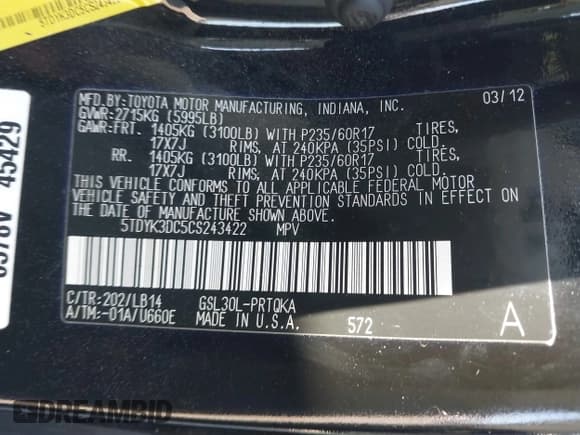 5TDYK3DC5CS243422
MFD.BY:TOYOTA MOTOR MANUFACTURING, INDIANA, INC. 03/12
GVWR:2715KG (5995LB)
GAWR:FRT. 1405KG (3100LB) WITH P235/60R17 TIRES,
17X7J RIMS, AT 240KPA (35PSI) COLD.
RR. 1405KG (3100LB) WITH P235/60R17 TIRES,
17X7J RIMS, AT 240KPA (35PSI) COLD.
THIS VEHICLE CONFORMS TO ALL APPLICABLE FEDERAL MOTOR
VEHICLE SAFETY AND THEFT PREVENTION STANDARDS IN EFFECT ON
THE DATE OF MANUFACTURE SHOWN ABOVE.
5TDYK3DC5CS243422 MPV
C/TR:202/LB14 GSL30L-PRTQKA
A/TM:-01A/U660E MADE IN U.S.A. 572 A
45429
DREAMBID